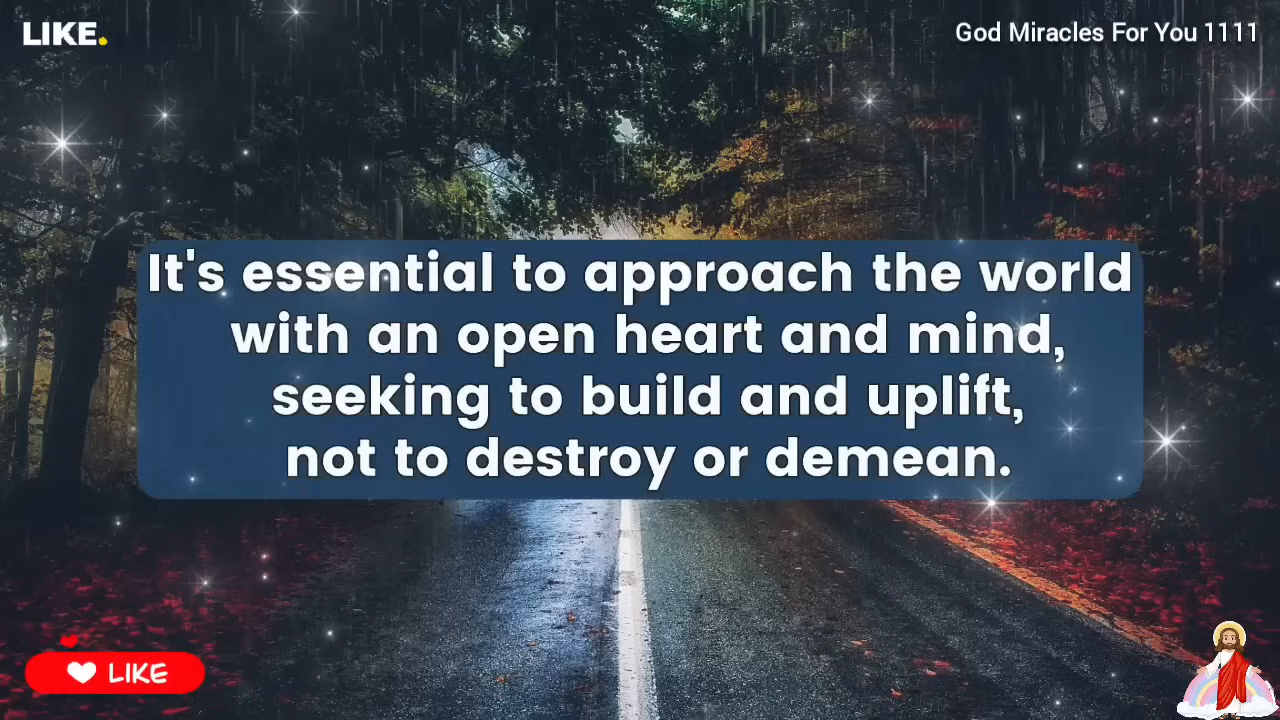 LIKE.
God Miracles For You 1111
It's essential to approach the world
with an open heart and mind,
seeking to build and uplift,
not to destroy or demean.
LIKE